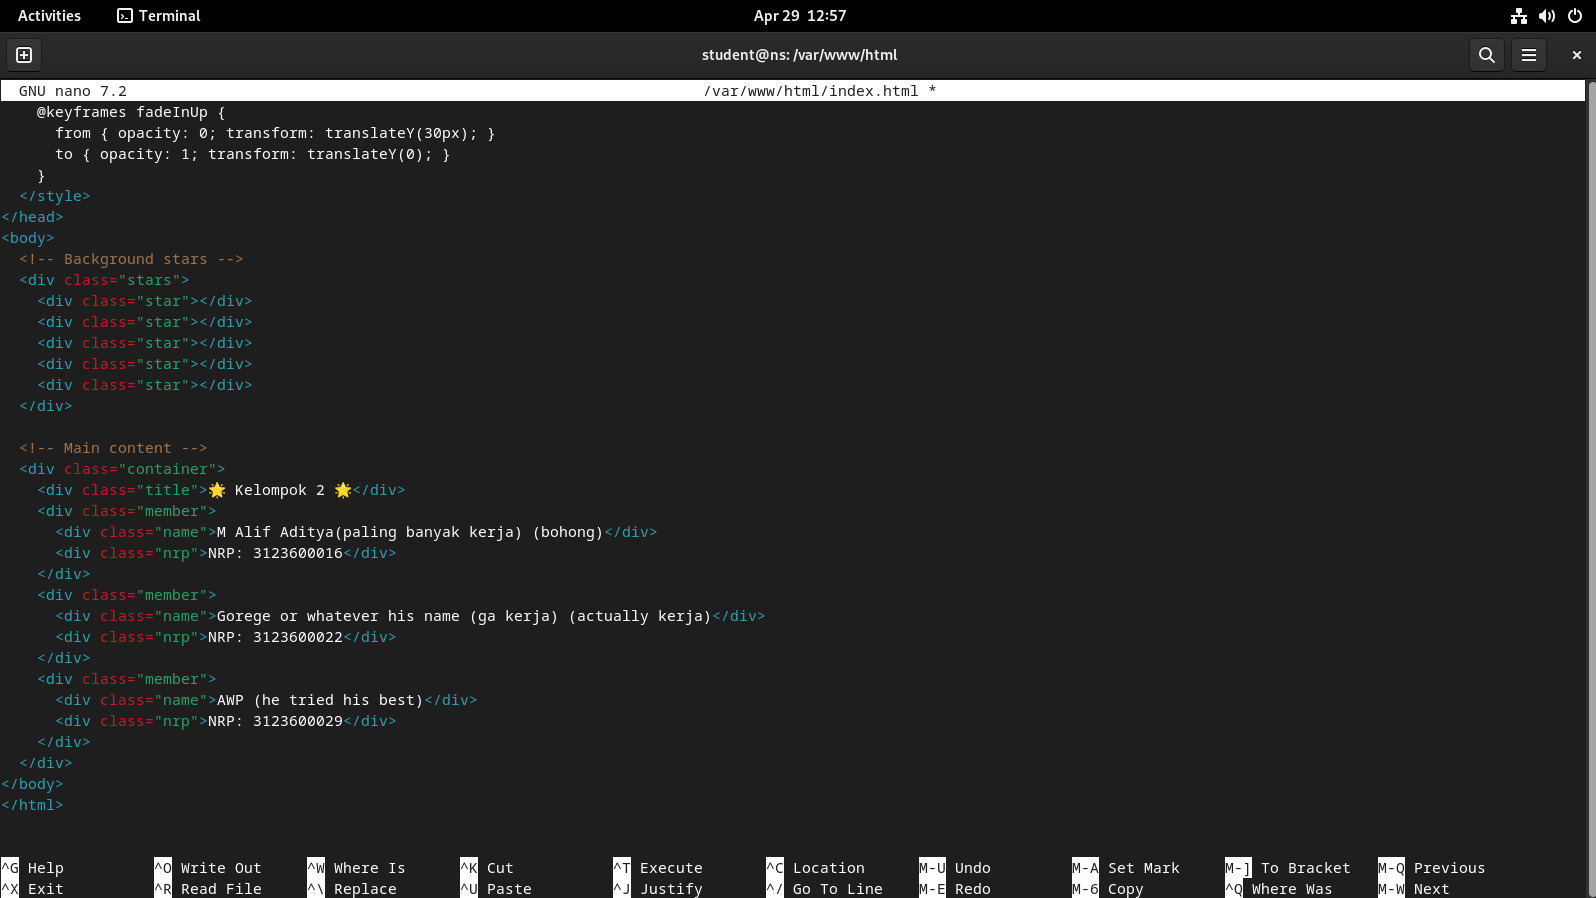 Activities Terminal Apr 29 12:57
student@ns: /var/www/html
GNU nano 7.2 /var/www/html/index.html *
    @keyframes fadeInUp {
      from { opacity: 0; transform: translateY(30px); }
      to { opacity: 1; transform: translateY(0); }
    }
  </style>
</head>
<body>
  <!-- Background stars -->
  <div class="stars">
    <div class="star"></div>
    <div class="star"></div>
    <div class="star"></div>
    <div class="star"></div>
    <div class="star"></div>
  </div>

  <!-- Main content -->
  <div class="container">
    <div class="title">🌟 Kelompok 2 🌟</div>
    <div class="member">
      <div class="name">M Alif Aditya(paling banyak kerja) (bohong)</div>
      <div class="nrp">NRP: 3123600016</div>
    </div>
    <div class="member">
      <div class="name">Gorege or whatever his name (ga kerja) (actually kerja)</div>
      <div class="nrp">NRP: 3123600022</div>
    </div>
    <div class="member">
      <div class="name">AWP (he tried his best)</div>
      <div class="nrp">NRP: 3123600029</div>
    </div>
  </div>
</body>
</html>
^G Help ^O Write Out ^W Where Is ^K Cut ^T Execute ^C Location M-U Undo M-A Set Mark M-] To Bracket M-Q Previous
^X Exit ^R Read File ^\ Replace ^U Paste ^J Justify ^/ Go To Line M-E Redo M-6 Copy ^Q Where Was M-W Next